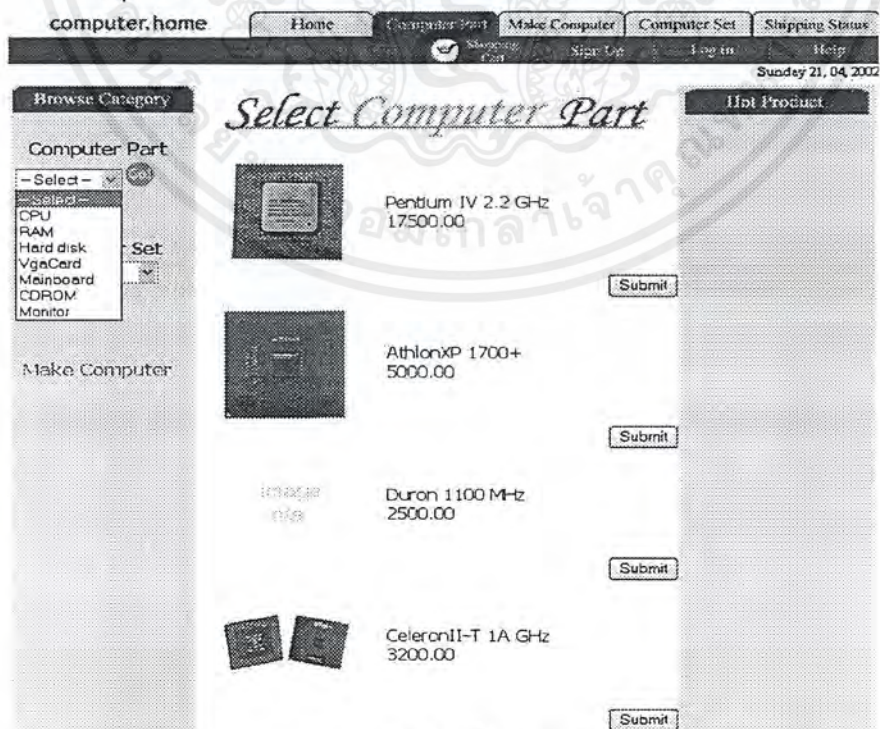 computer.home
Home
Computer Part
Make Computer
Computer Set
Shipping Status
Shopping Cart
Sign Up
Log in
Help
Sunday 21, 04, 2002
Browse Category
Computer Part
-- Select --
Go!
-- Select --
CPU
RAM
Hard disk
VgaCard
Mainboard
CDROM
Monitor
Set
Make Computer
Select Computer Part
Pentium IV 2.2 GHz
17500.00
Submit
AthlonXP 1700+
5000.00
Submit
image
n/a
Duron 1100 MHz
2500.00
Submit
CeleronII-T 1A GHz
3200.00
Submit
Hot Product